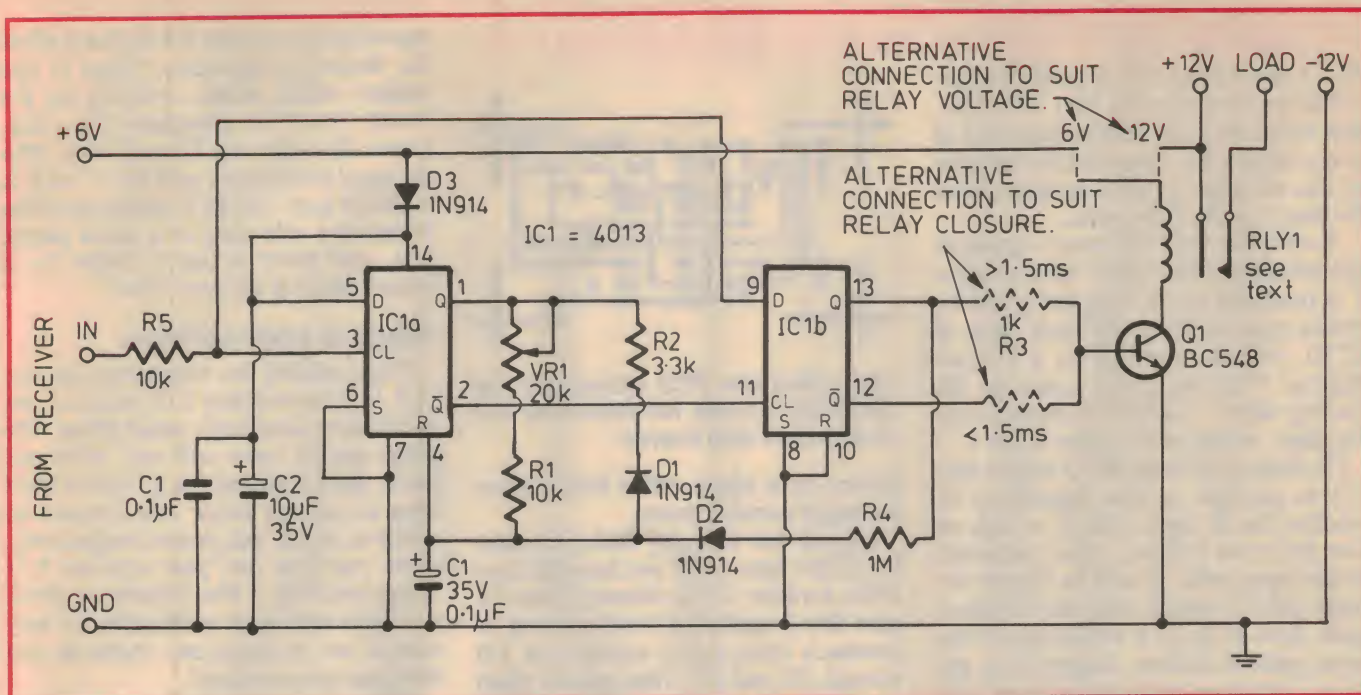 ALTERNATIVE
CONNECTION TO SUIT
RELAY VOLTAGE.
+12V LOAD -12V
6V 12V
+6V
D3
1N914
IC1 = 4013
ALTERNATIVE
CONNECTION TO SUIT
RELAY CLOSURE.
RLY1
see
text
FROM RECEIVER
IN
R5
10k
14
5 D Q 1
IC1a
3 CL
6 S Q̅ 2
R
7 4
VR1
20k
R2
3·3k
R1
10k
D1
1N914
D2
1N914
R4
1M
9 D Q 13
IC1b
11 CL Q̅ 12
S R
8 10
>1·5ms
1k
R3
<1·5ms
Q1
BC548
C1
0·1µF
+
C2
10µF
35V
+
C1
35V
0·1µF
GND